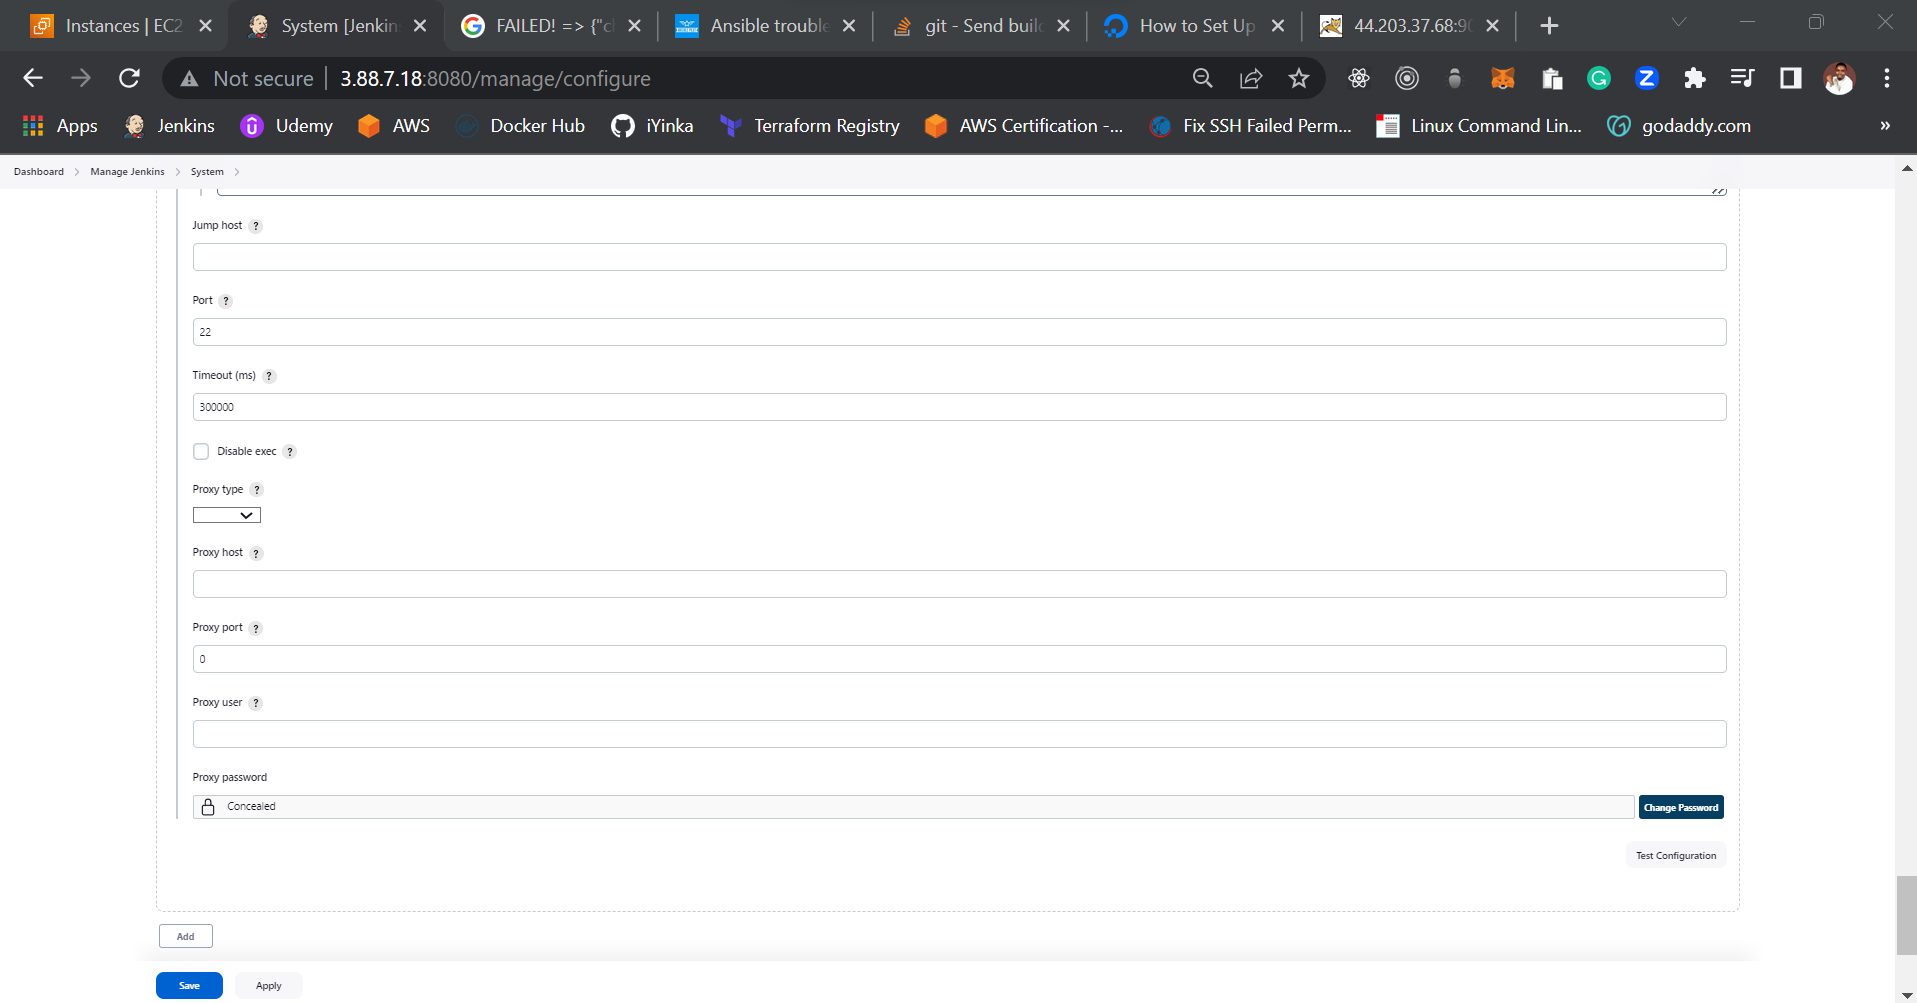 Instances | EC2
System [Jenkin
FAILED! => {"cl
Ansible trouble
git - Send build
How to Set Up
44.203.37.68:90
Not secure 3.88.7.18:8080/manage/configure
Apps
Jenkins
Udemy
AWS
Docker Hub
iYinka
Terraform Registry
AWS Certification -...
Fix SSH Failed Perm...
Linux Command Lin...
godaddy.com
»
Dashboard > Manage Jenkins > System >
Jump host ?
Port ?
22
Timeout (ms) ?
300000
Disable exec ?
Proxy type ?
Proxy host ?
Proxy port ?
0
Proxy user ?
Proxy password
Concealed
Change Password
Test Configuration
Add
Save
Apply